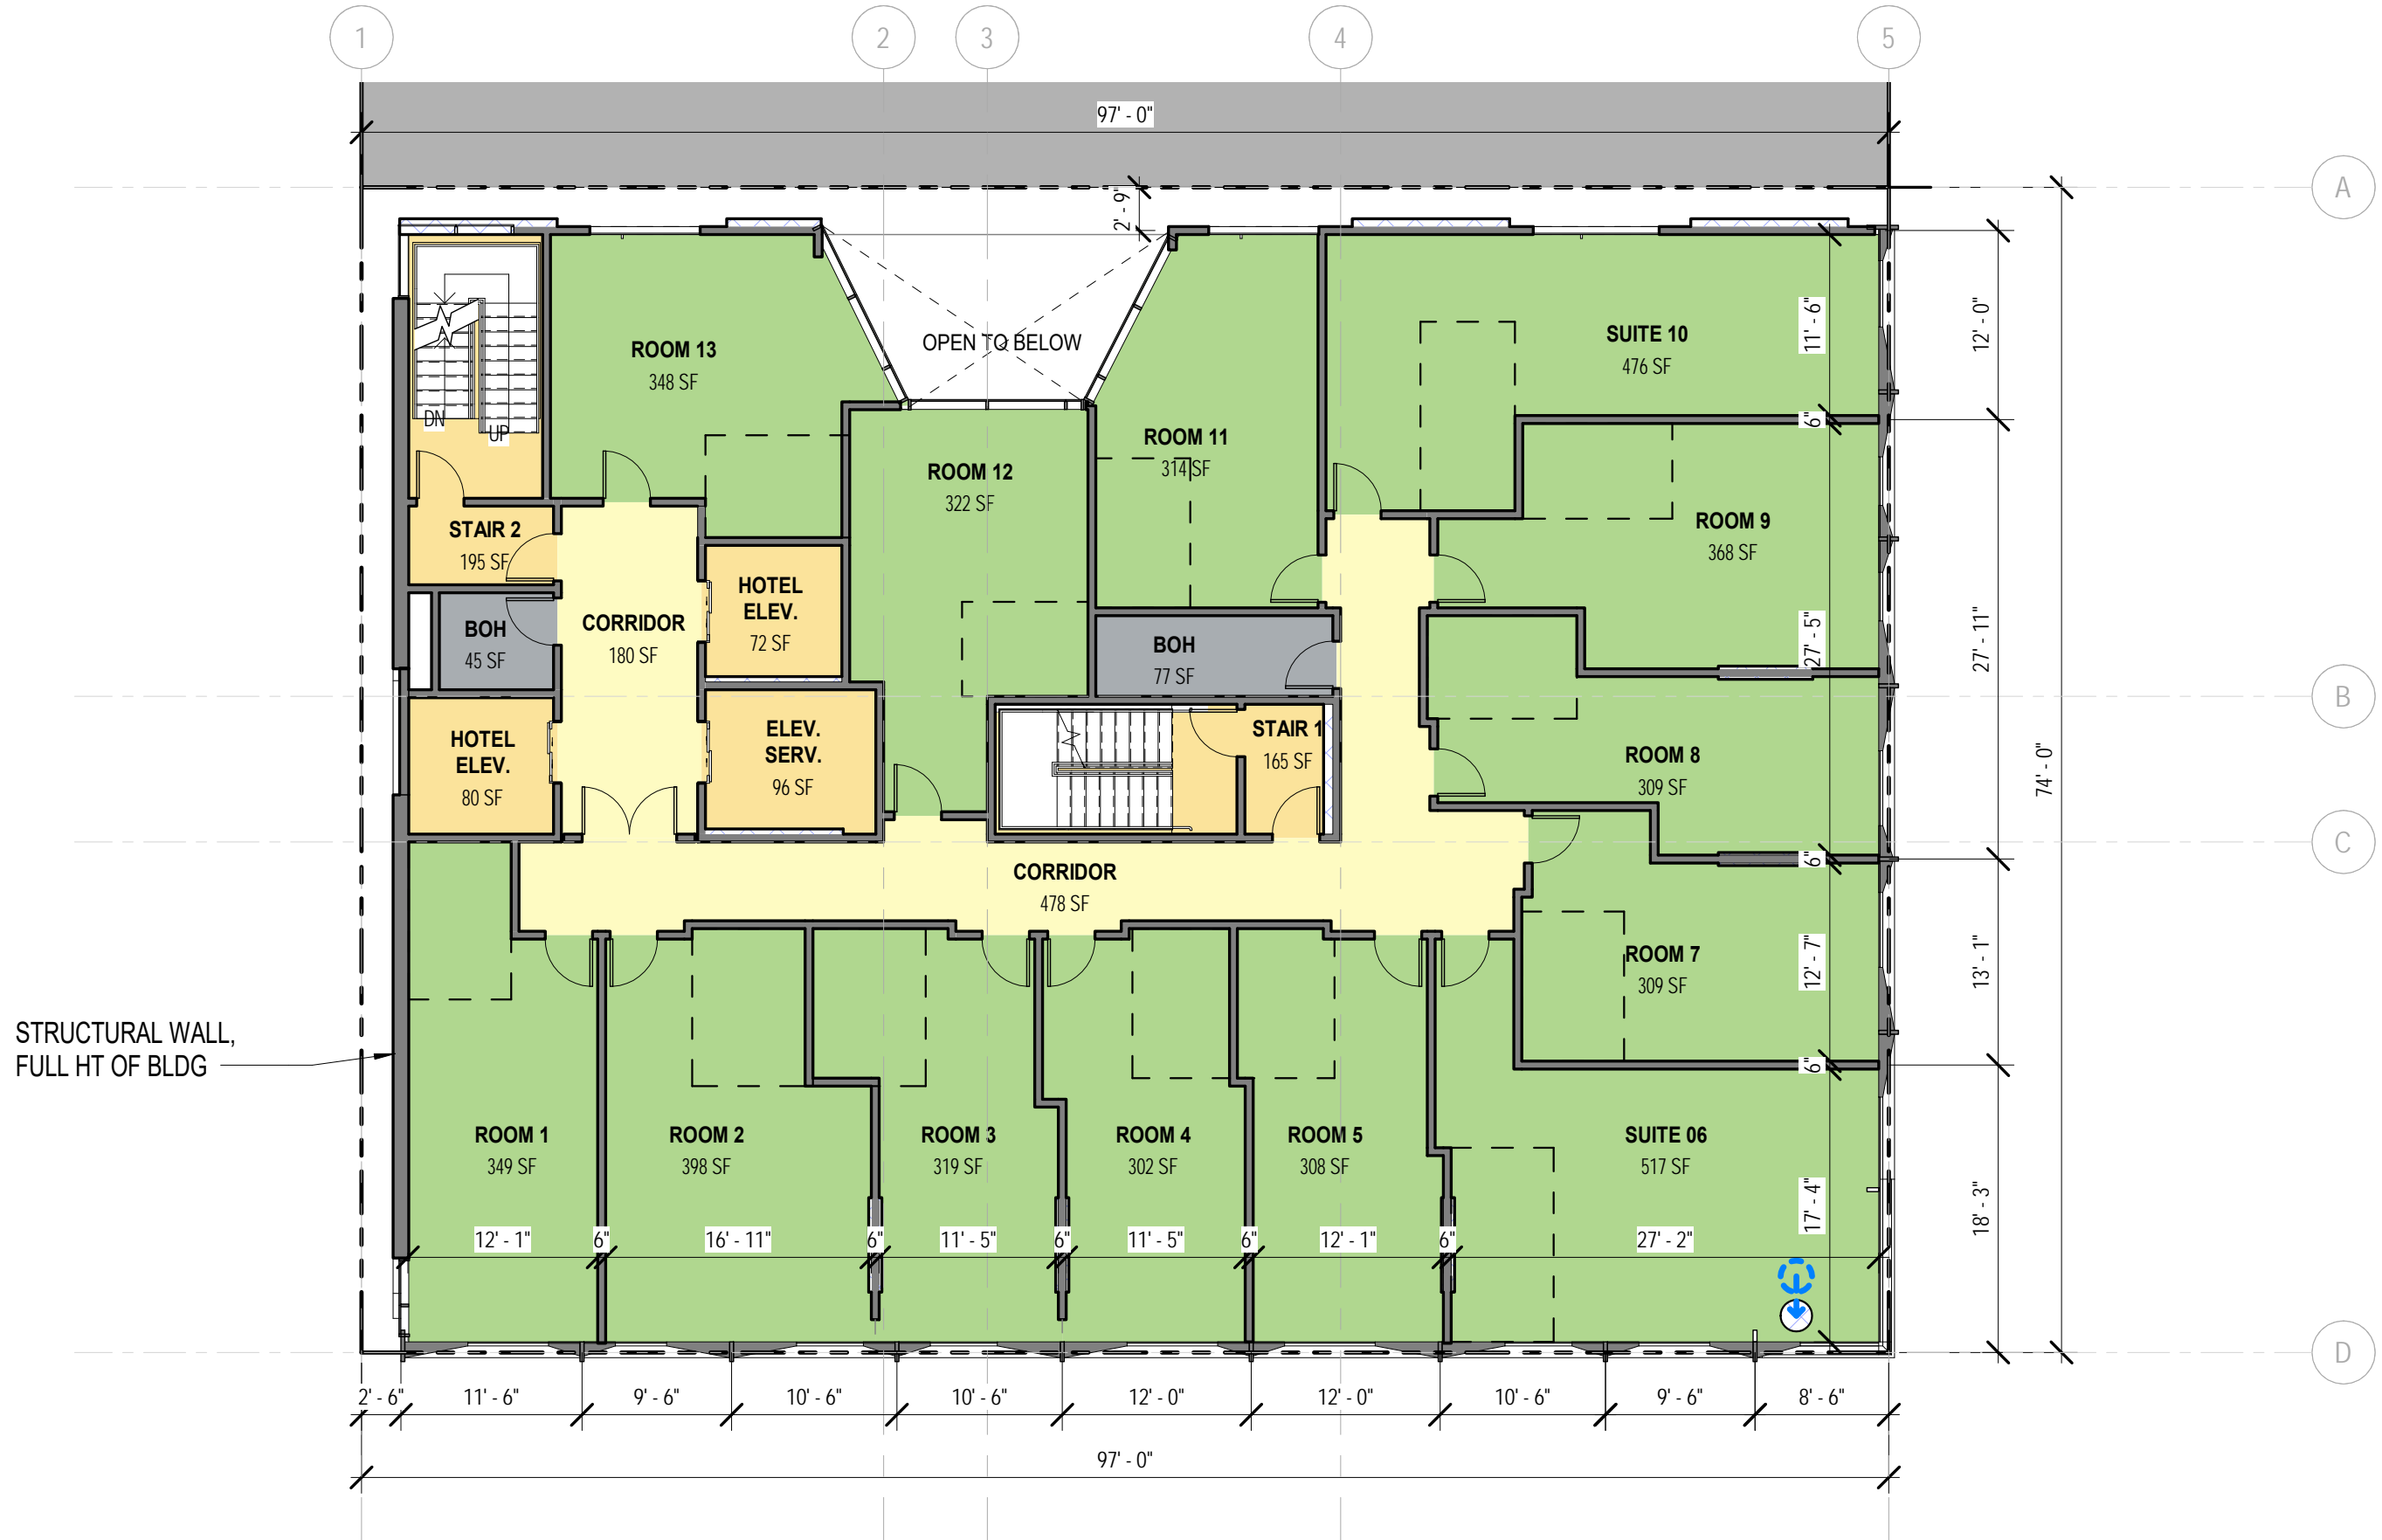 1
2
3
4
5
97' - 0"
A
2' - 9"
OPEN TO BELOW
ROOM 13
348 SF
SUITE 10
476 SF
11' - 6"
12' - 0"
DN
UP
6"
ROOM 11
314 SF
ROOM 12
322 SF
ROOM 9
368 SF
STAIR 2
195 SF
HOTEL
ELEV.
72 SF
BOH
45 SF
CORRIDOR
180 SF
BOH
77 SF
27' - 5"
27' - 11"
B
HOTEL
ELEV.
80 SF
ELEV.
SERV.
96 SF
STAIR 1
165 SF
ROOM 8
309 SF
74' - 0"
C
6"
CORRIDOR
478 SF
ROOM 7
309 SF
12' - 7"
13' - 1"
STRUCTURAL WALL,
FULL HT OF BLDG
6"
ROOM 1
349 SF
ROOM 2
398 SF
ROOM 3
319 SF
ROOM 4
302 SF
ROOM 5
308 SF
SUITE 06
517 SF
17' - 4"
18' - 3"
12' - 1"
6"
16' - 11"
6"
11' - 5"
6"
11' - 5"
6"
12' - 1"
6"
27' - 2"
D
2' - 6"
11' - 6"
9' - 6"
10' - 6"
10' - 6"
12' - 0"
12' - 0"
10' - 6"
9' - 6"
8' - 6"
97' - 0"